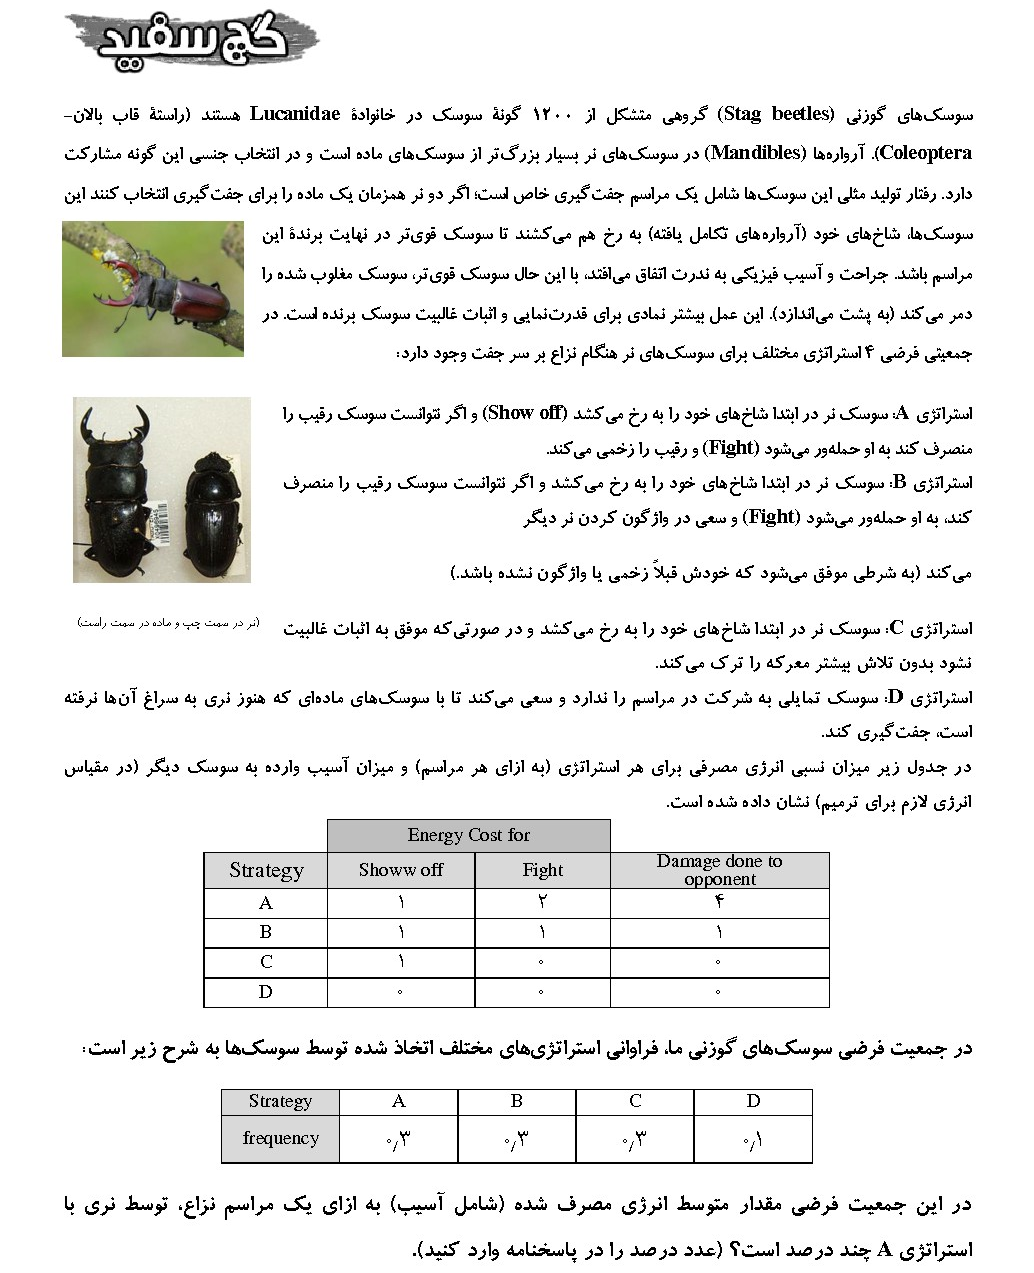 گچ سفید
سوسک‌های گوزنی (Stag beetles) گروهی متشکل از ۱۲۰۰ گونهٔ سوسک در خانوادهٔ Lucanidae هستند (راستهٔ قاب بالان-
Coleoptera). آرواره‌ها (Mandibles) در سوسک‌های نر بسیار بزرگ‌تر از سوسک‌های ماده است و در انتخاب جنسی این گونه مشارکت
دارد. رفتار تولید مثلی این سوسک‌ها شامل یک مراسم جفت‌گیری خاص است؛ اگر دو نر همزمان یک ماده را برای جفت‌گیری انتخاب کنند این
سوسک‌ها، شاخ‌های خود (آرواره‌های تکامل یافته) به رخ هم می‌کشند تا سوسک قوی‌تر در نهایت برندهٔ این
مراسم باشد. جراحت و آسیب فیزیکی به ندرت اتفاق می‌افتد، با این حال سوسک قوی‌تر، سوسک مغلوب شده را
دمر می‌کند (به پشت می‌اندازد). این عمل بیشتر نمادی برای قدرت‌نمایی و اثبات غالبیت سوسک برنده است. در
جمعیتی فرضی ۴ استراتژی مختلف برای سوسک‌های نر هنگام نزاع بر سر جفت وجود دارد:
استراتژی A: سوسک نر در ابتدا شاخ‌های خود را به رخ می‌کشد (Show off) و اگر نتوانست سوسک رقیب را
منصرف کند به او حمله‌ور می‌شود (Fight) و رقیب را زخمی می‌کند.
استراتژی B: سوسک نر در ابتدا شاخ‌های خود را به رخ می‌کشد و اگر نتوانست سوسک رقیب را منصرف
کند، به او حمله‌ور می‌شود (Fight) و سعی در واژگون کردن نر دیگر
می‌کند (به شرطی موفق می‌شود که خودش قبلاً زخمی یا واژگون نشده باشد.)
(نر در سمت چپ و ماده در سمت راست)
استراتژی C: سوسک نر در ابتدا شاخ‌های خود را به رخ می‌کشد و در صورتی‌که موفق به اثبات غالبیت
نشود بدون تلاش بیشتر معرکه را ترک می‌کند.
استراتژی D: سوسک تمایلی به شرکت در مراسم را ندارد و سعی می‌کند تا با سوسک‌های ماده‌ای که هنوز نری به سراغ آن‌ها نرفته
است، جفت‌گیری کند.
در جدول زیر میزان نسبی انرژی مصرفی برای هر استراتژی (به ازای هر مراسم) و میزان آسیب وارده به سوسک دیگر (در مقیاس
انرژی لازم برای ترمیم) نشان داده شده است.
Energy Cost for
Strategy Showw off Fight Damage done to opponent
A ۱ ۲ ۴
B ۱ ۱ ۱
C ۱ ۰ ۰
D ۰ ۰ ۰
در جمعیت فرضی سوسک‌های گوزنی ما، فراوانی استراتژی‌های مختلف اتخاذ شده توسط سوسک‌ها به شرح زیر است:
Strategy A B C D
frequency ۰٫۳ ۰٫۳ ۰٫۳ ۰٫۱
در این جمعیت فرضی مقدار متوسط انرژی مصرف شده (شامل آسیب) به ازای یک مراسم نزاع، توسط نری با
استراتژی A چند درصد است؟ (عدد درصد را در پاسخنامه وارد کنید).